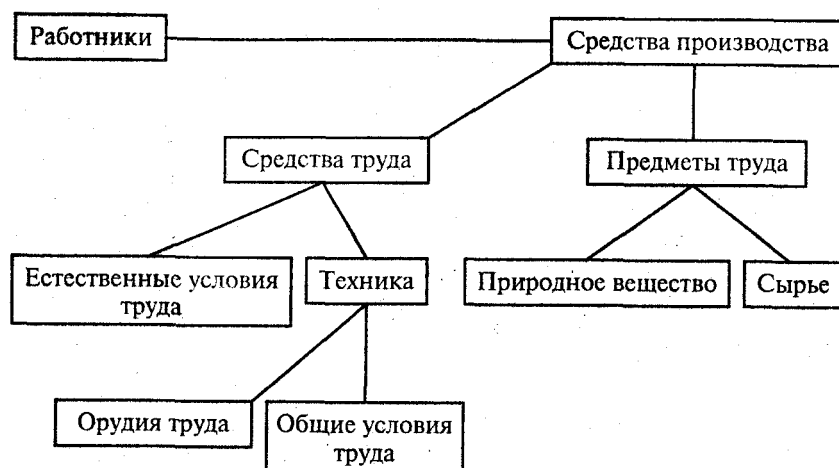 Работники
Средства производства
Средства труда
Предметы труда
Естественные условия
труда
Техника
Природное вещество
Сырье
Орудия труда
Общие условия
труда